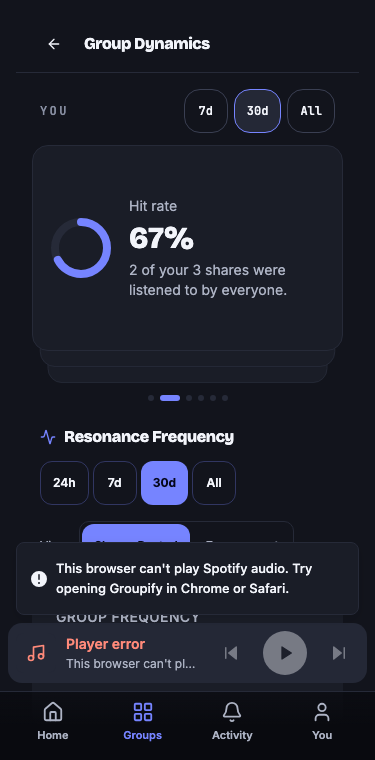 Group Dynamics
YOU
7d
30d
All
Hit rate
67%
2 of your 3 shares were
listened to by everyone.
Resonance Frequency
24h
7d
30d
All
This browser can't play Spotify audio. Try
opening Groupify in Chrome or Safari.
GROUP FREQUENCY
Player error
This browser can't pl...
Home
Groups
Activity
You